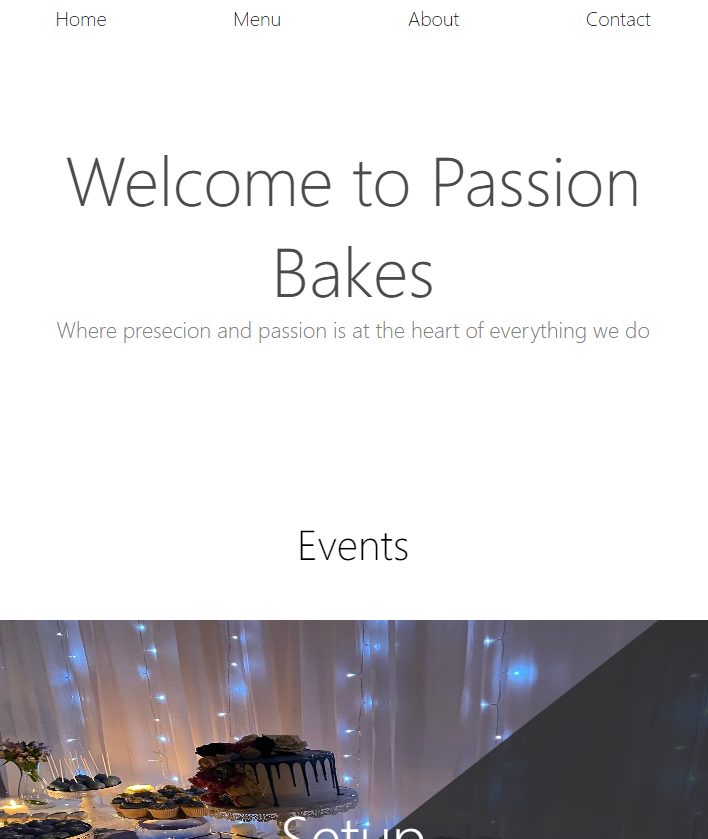 Home Menu About Contact
Welcome to Passion
Bakes
Where presecion and passion is at the heart of everything we do
Events
Setup